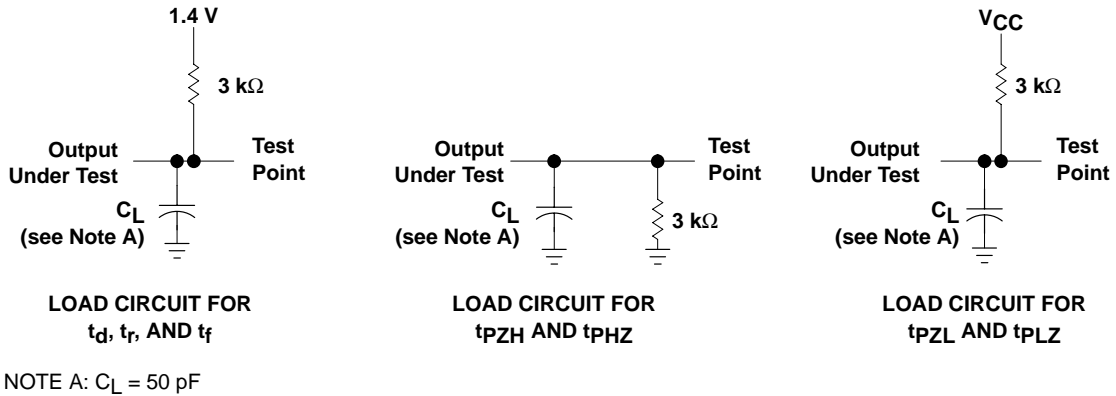 1.4 V
3 kΩ
Output
Under Test
Test
Point
CL
(see Note A)
LOAD CIRCUIT FOR
td, tr, AND tf
Output
Under Test
Test
Point
CL
(see Note A)
3 kΩ
LOAD CIRCUIT FOR
tPZH AND tPHZ
VCC
3 kΩ
Output
Under Test
Test
Point
CL
(see Note A)
LOAD CIRCUIT FOR
tPZL AND tPLZ
NOTE A: CL = 50 pF